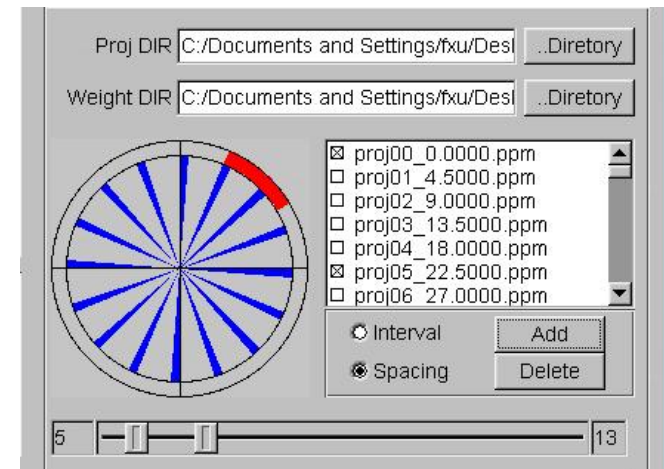 Proj DIR C:/Documents and Settings/fxu/Desl ..Diretory
Weight DIR C:/Documents and Settings/fxu/Desl ..Diretory
proj00_0.0000.ppm
proj01_4.5000.ppm
proj02_9.0000.ppm
proj03_13.5000.ppm
proj04_18.0000.ppm
proj05_22.5000.ppm
proj06_27.0000.ppm
Interval Add
Spacing Delete
5 13